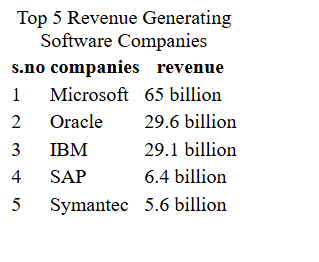 Top 5 Revenue Generating
Software Companies
s.no companies revenue
1 Microsoft 65 billion
2 Oracle 29.6 billion
3 IBM 29.1 billion
4 SAP 6.4 billion
5 Symantec 5.6 billion